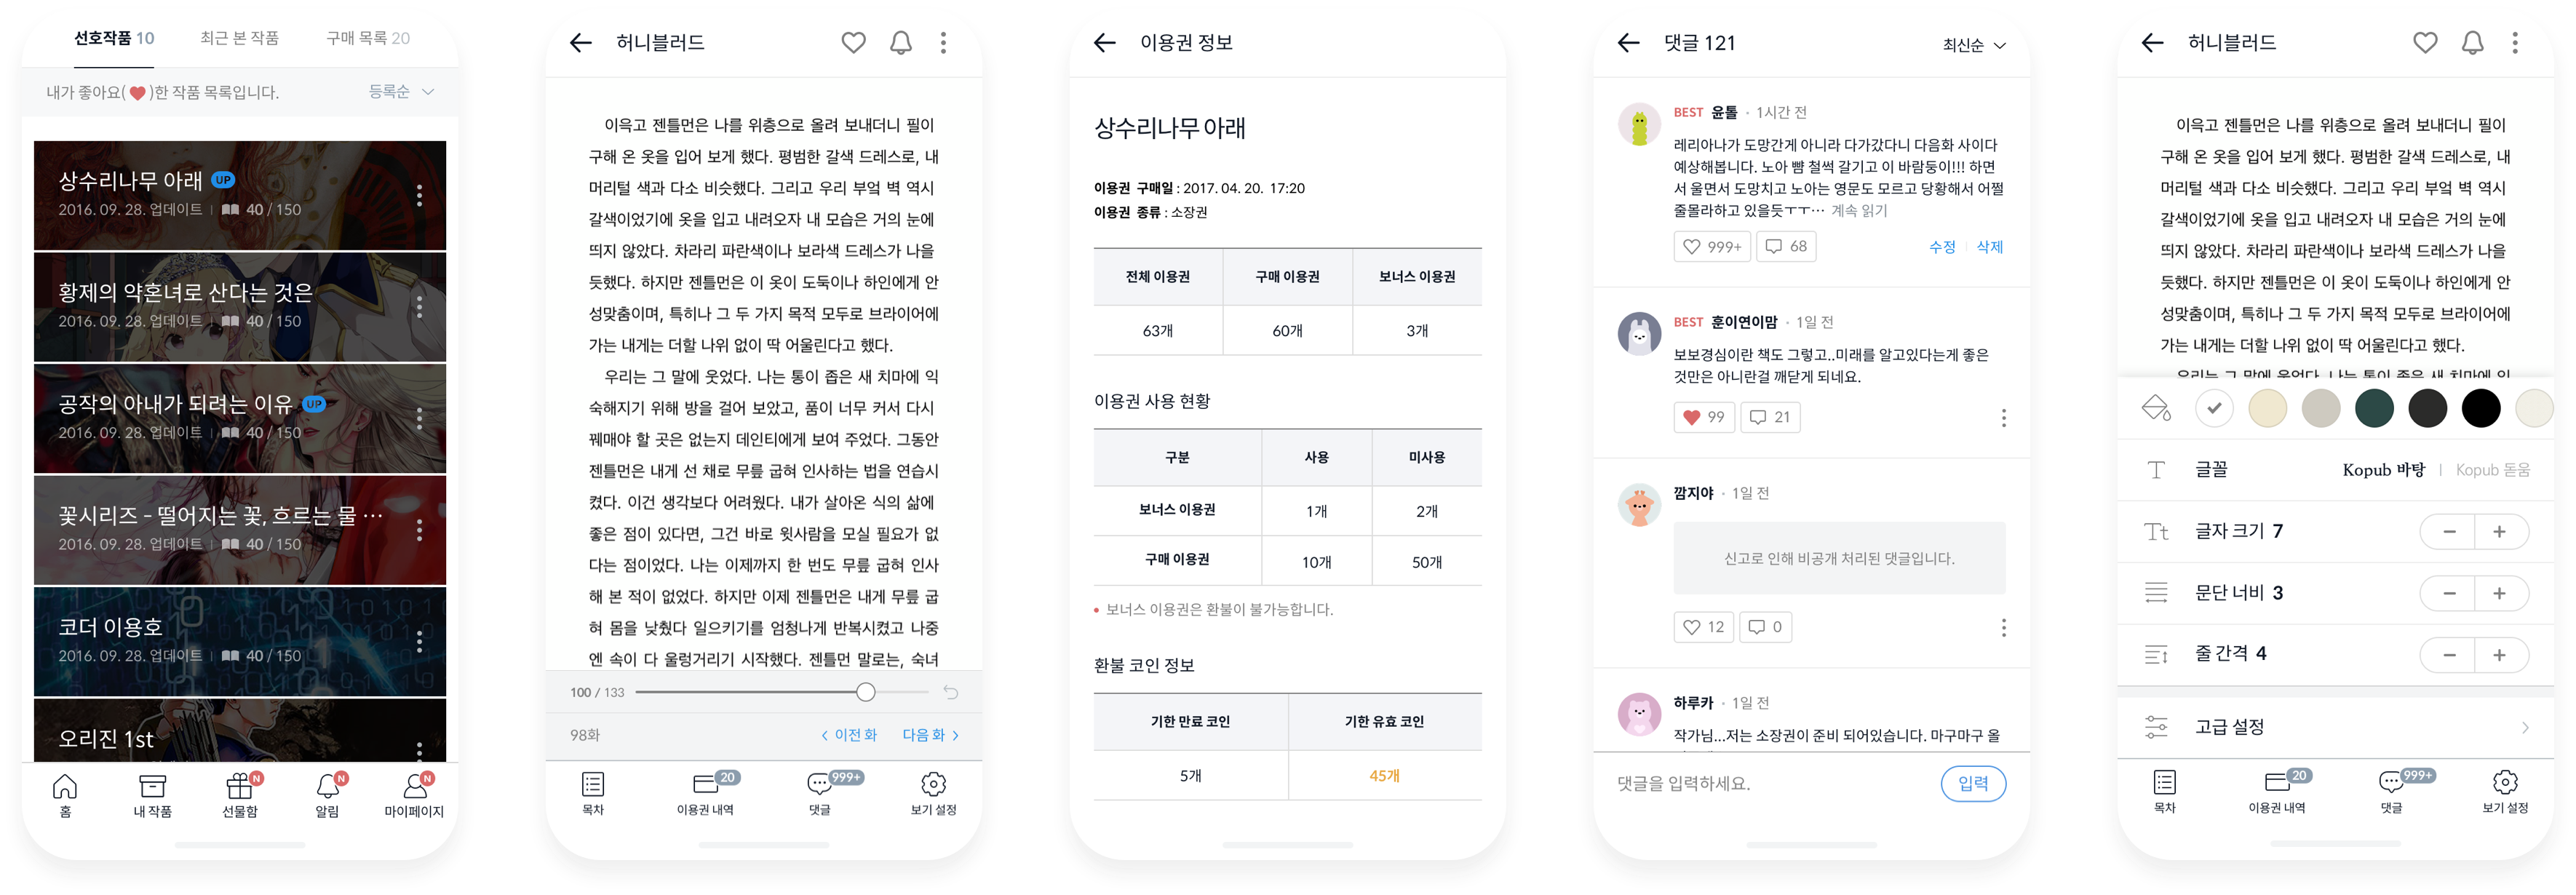 선호작품 10
최근 본 작품
구매 목록 20
내가 좋아요( )한 작품 목록입니다.
등록순
상수리나무 아래 UP
2016. 09. 28. 업데이트 | 40 / 150
황제의 약혼녀로 산다는 것은
2016. 09. 28. 업데이트 | 40 / 150
공작의 아내가 되려는 이유 UP
2016. 09. 28. 업데이트 | 40 / 150
꽃시리즈 - 떨어지는 꽃, 흐르는 물 …
2016. 09. 28. 업데이트 | 40 / 150
코더 이용호
2016. 09. 28. 업데이트 | 40 / 150
오리진 1st
홈
내 작품
N
선물함
N
알림
N
마이페이지
허니블러드
이윽고 젠틀먼은 나를 위층으로 올려 보내더니 필이
구해 온 옷을 입어 보게 했다. 평범한 갈색 드레스로, 내
머리털 색과 다소 비슷했다. 그리고 우리 부엌 벽 역시
갈색이었기에 옷을 입고 내려오자 내 모습은 거의 눈에
띄지 않았다. 차라리 파란색이나 보라색 드레스가 나을
듯했다. 하지만 젠틀먼은 이 옷이 도둑이나 하인에게 안
성맞춤이며, 특히나 그 두 가지 목적 모두로 브라이어에
가는 내게는 더할 나위 없이 딱 어울린다고 했다.
우리는 그 말에 웃었다. 나는 통이 좁은 새 치마에 익
숙해지기 위해 방을 걸어 보았고, 품이 너무 커서 다시
꿰매야 할 곳은 없는지 데인티에게 보여 주었다. 그동안
젠틀먼은 내게 선 채로 무릎 굽혀 인사하는 법을 연습시
켰다. 이건 생각보다 어려웠다. 내가 살아온 식의 삶에
좋은 점이 있다면, 그건 바로 윗사람을 모실 필요가 없
다는 점이었다. 나는 이제까지 한 번도 무릎 굽혀 인사
해 본 적이 없었다. 하지만 이제 젠틀먼은 내게 무릎 굽
혀 몸을 낮췄다 일으키기를 엄청나게 반복시켰고 나중
엔 속이 다 울렁거리기 시작했다. 젠틀먼 말로는, 숙녀
100 / 133
98화
< 이전 화
다음 화 >
목차
20
이용권 내역
999+
댓글
보기 설정
이용권 정보
상수리나무 아래
이용권 구매일 : 2017. 04. 20. 17:20
이용권 종류 : 소장권
전체 이용권
구매 이용권
보너스 이용권
63개
60개
3개
이용권 사용 현황
구분
사용
미사용
보너스 이용권
1개
2개
구매 이용권
10개
50개
• 보너스 이용권은 환불이 불가능합니다.
환불 코인 정보
기한 만료 코인
기한 유효 코인
5개
45개
댓글 121
최신순
BEST 윤톨 · 1시간 전
레리아나가 도망간게 아니라 다가갔다니 다음화 사이다
예상해봅니다. 노아 뺨 철썩 갈기고 이 바람둥이!!! 하면
서 울면서 도망치고 노아는 영문도 모르고 당황해서 어쩔
줄몰라하고 있을듯ㅜㅜ… 계속 읽기
999+
68
수정 | 삭제
BEST 훈이연이맘 · 1일 전
보보경심이란 책도 그렇고..미래를 알고있다는게 좋은
것만은 아니란걸 깨닫게 되네요.
99
21
깜지야 · 1일 전
신고로 인해 비공개 처리된 댓글입니다.
12
0
하루카 · 1일 전
작가님...저는 소장권이 준비 되어있습니다. 마구마구 올
댓글을 입력하세요.
입력
허니블러드
이윽고 젠틀먼은 나를 위층으로 올려 보내더니 필이
구해 온 옷을 입어 보게 했다. 평범한 갈색 드레스로, 내
머리털 색과 다소 비슷했다. 그리고 우리 부엌 벽 역시
갈색이었기에 옷을 입고 내려오자 내 모습은 거의 눈에
띄지 않았다. 차라리 파란색이나 보라색 드레스가 나을
듯했다. 하지만 젠틀먼은 이 옷이 도둑이나 하인에게 안
성맞춤이며, 특히나 그 두 가지 목적 모두로 브라이어에
가는 내게는 더할 나위 없이 딱 어울린다고 했다.
우리는 그 말에 웃었다. 나는 통이 좁은 새 치마에 익
글꼴
Kopub 바탕 | Kopub 돋움
글자 크기 7
문단 너비 3
줄 간격 4
고급 설정
목차
20
이용권 내역
999+
댓글
보기 설정